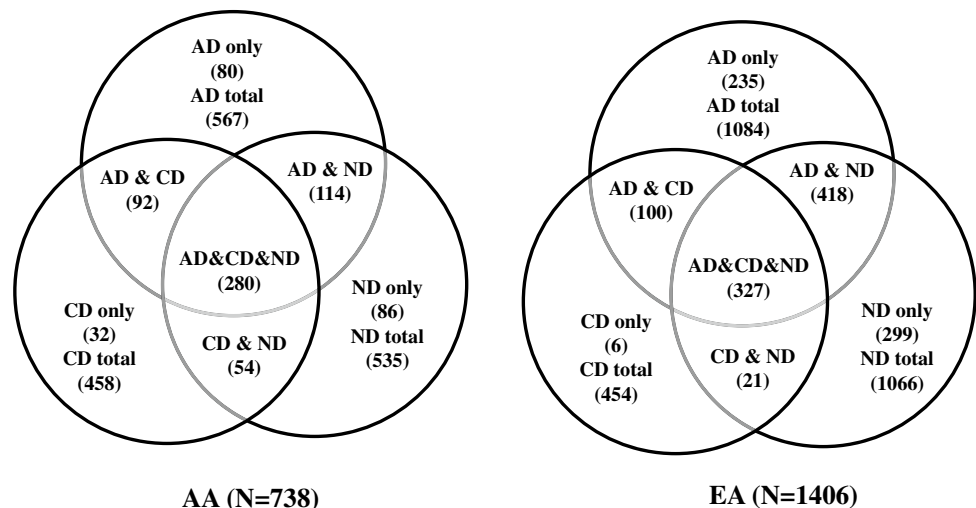 AD only
(80)
AD total
(567)
AD & CD
(92)
AD & ND
(114)
AD&CD&ND
(280)
CD only
(32)
CD total
(458)
CD & ND
(54)
ND only
(86)
ND total
(535)
AA (N=738)
AD only
(235)
AD total
(1084)
AD & CD
(100)
AD & ND
(418)
AD&CD&ND
(327)
CD only
(6)
CD total
(454)
CD & ND
(21)
ND only
(299)
ND total
(1066)
EA (N=1406)